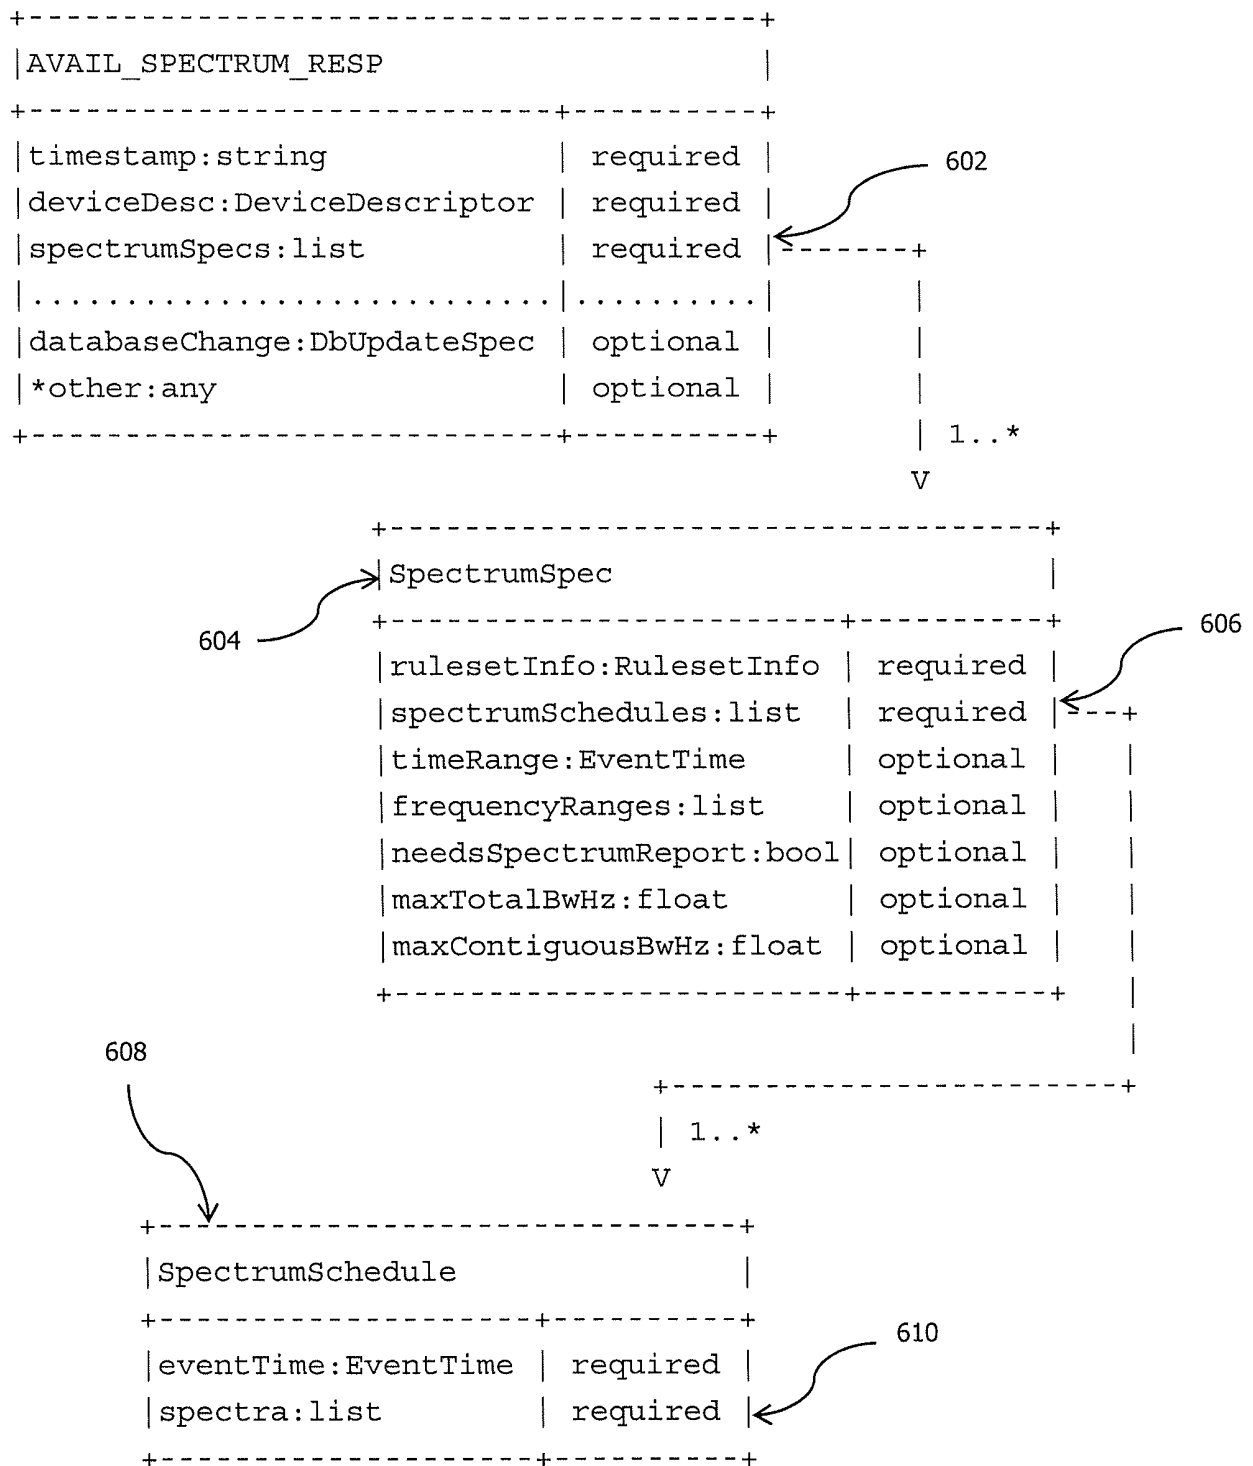 +---------------------------------------+
|AVAIL_SPECTRUM_RESP |
+----------------------------+----------+
|timestamp:string | required |
602
|deviceDesc:DeviceDescriptor | required |
|spectrumSpecs:list | required |-------+
|............................|..........| |
|databaseChange:DbUpdateSpec | optional | |
|*other:any | optional | |
+----------------------------+----------+ | 1..*
V
+-----------------------------------+
|SpectrumSpec |
604
+------------------------+----------+
606
|rulesetInfo:RulesetInfo | required |
|spectrumSchedules:list | required |---+
|timeRange:EventTime | optional | |
|frequencyRanges:list | optional | |
|needsSpectrumReport:bool| optional | |
|maxTotalBwHz:float | optional | |
|maxContiguousBwHz:float | optional | |
+------------------------+----------+ |
|
608
+------------------------+
| 1..*
V
+-------------------------------+
|SpectrumSchedule |
+--------------------+----------+
610
|eventTime:EventTime | required |
|spectra:list | required |
+--------------------+----------+